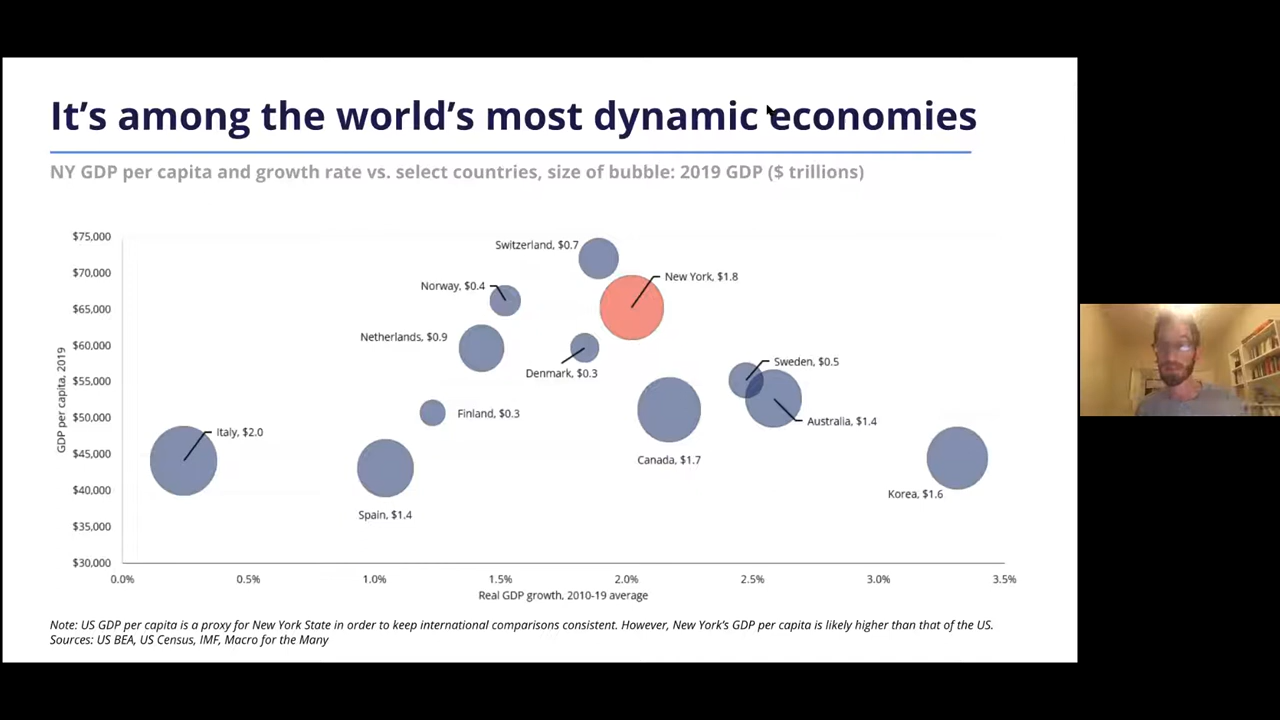 It's among the world's most dynamic economies
NY GDP per capita and growth rate vs. select countries, size of bubble: 2019 GDP ($ trillions)
GDP per capita, 2019
$75,000
$70,000
$65,000
$60,000
$55,000
$50,000
$45,000
$40,000
$35,000
$30,000
Switzerland, $0.7
New York, $1.8
Norway, $0.4
Netherlands, $0.9
Denmark, $0.3
Sweden, $0.5
Finland, $0.3
Australia, $1.4
Italy, $2.0
Canada, $1.7
Korea, $1.6
Spain, $1.4
0.0%
0.5%
1.0%
1.5%
2.0%
2.5%
3.0%
3.5%
Real GDP growth, 2010-19 average
Note: US GDP per capita is a proxy for New York State in order to keep international comparisons consistent. However, New York's GDP per capita is likely higher than that of the US.
Sources: US BEA, US Census, IMF, Macro for the Many